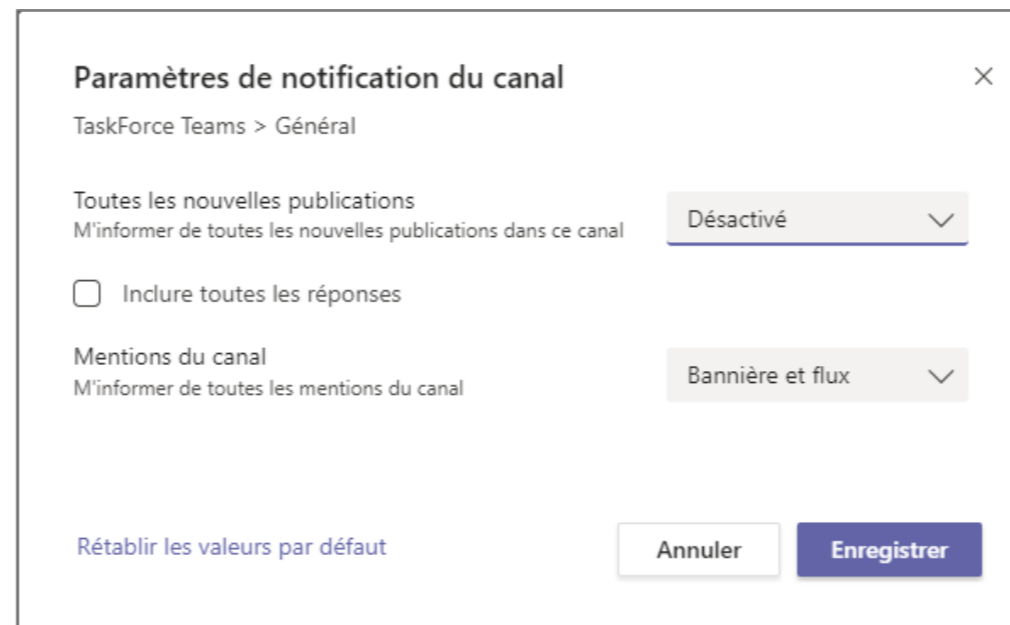 Paramètres de notification du canal
TaskForce Teams > Général
Toutes les nouvelles publications
M'informer de toutes les nouvelles publications dans ce canal
Désactivé
Inclure toutes les réponses
Mentions du canal
M'informer de toutes les mentions du canal
Bannière et flux
Rétablir les valeurs par défaut
Annuler
Enregistrer